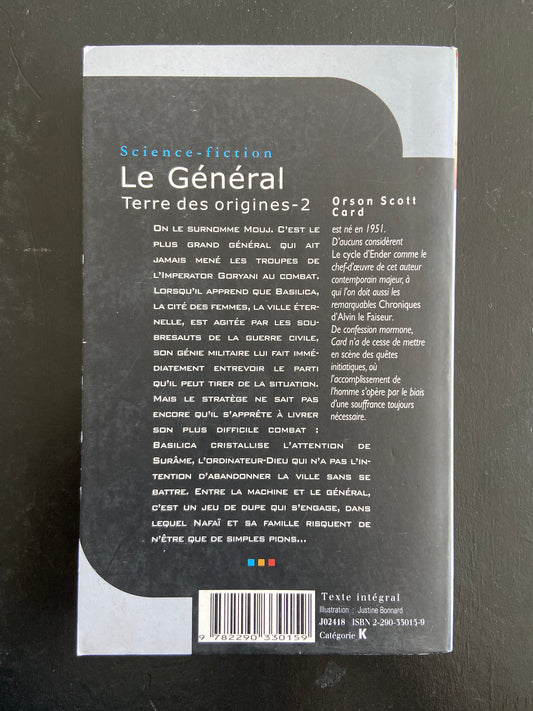 Science-fiction
Le Général
Terre des origines-2
On le surnomme Mouj. C'est le
plus grand général qui ait
jamais mené les troupes de
l'Imperator Goryani au combat.
Lorsqu'il apprend que Basilica,
la cité des femmes, la ville éter-
nelle, est agitée par les sou-
bresauts de la guerre civile,
son génie militaire lui fait immé-
diatement entrevoir le parti
qu'il peut tirer de la situation.
Mais le stratège ne sait pas
encore qu'il s'apprête à livrer
son plus difficile combat :
Basilica cristallise l'attention de
Surâme, l'ordinateur-Dieu qui n'a pas l'in-
tention d'abandonner la ville sans se
battre. Entre la machine et le général,
c'est un jeu de dupe qui s'engage, dans
lequel Nafaï et sa famille risquent de
n'être que de simples pions...
Orson Scott
Card
est né en 1951.
D'aucuns considèrent
Le cycle d'Ender comme le
chef-d'œuvre de cet auteur
contemporain majeur, à
qui l'on doit aussi les
remarquables Chroniques
d'Alvin le Faiseur.
De confession mormone,
Card n'a de cesse de mettre
en scène des quêtes
initiatiques, où
l'accomplissement de
l'homme s'opère par le biais
d'une souffrance toujours
nécessaire.
9 782290 330159
Texte intégral
Illustration : Justine Bonnard
J02418 ISBN 2-290-33015-9
Catégorie K